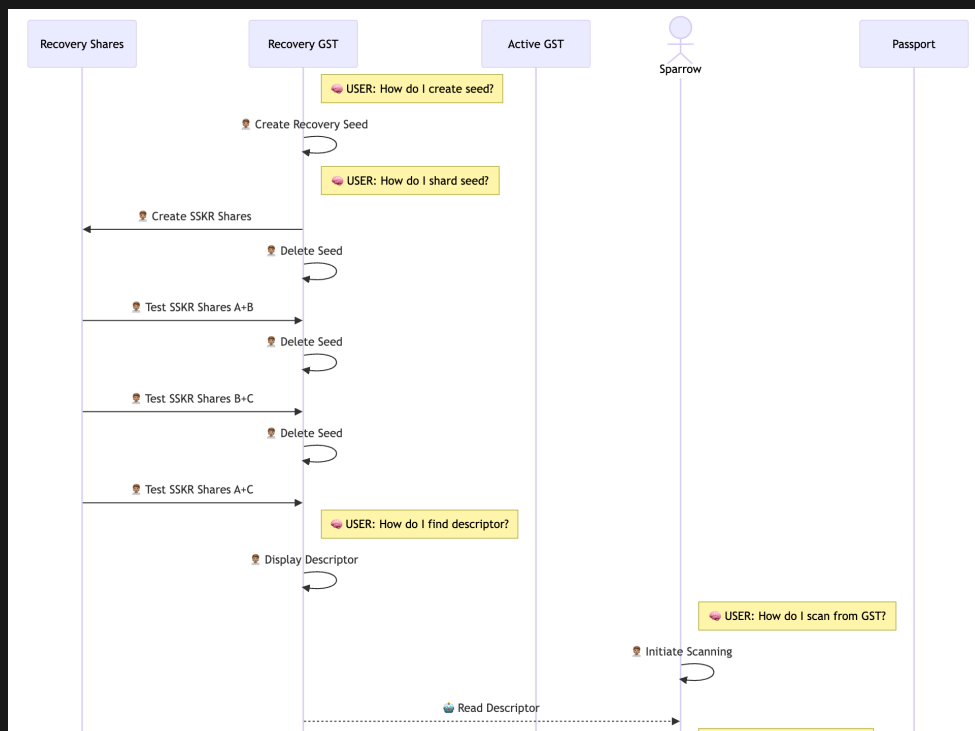 Recovery Shares
Recovery GST
Active GST
Sparrow
Passport
🧠 USER: How do I create seed?
Create Recovery Seed
🧠 USER: How do I shard seed?
Create SSKR Shares
Delete Seed
Test SSKR Shares A+B
Delete Seed
Test SSKR Shares B+C
Delete Seed
Test SSKR Shares A+C
🧠 USER: How do I find descriptor?
Display Descriptor
🧠 USER: How do I scan from GST?
Initiate Scanning
🤖 Read Descriptor